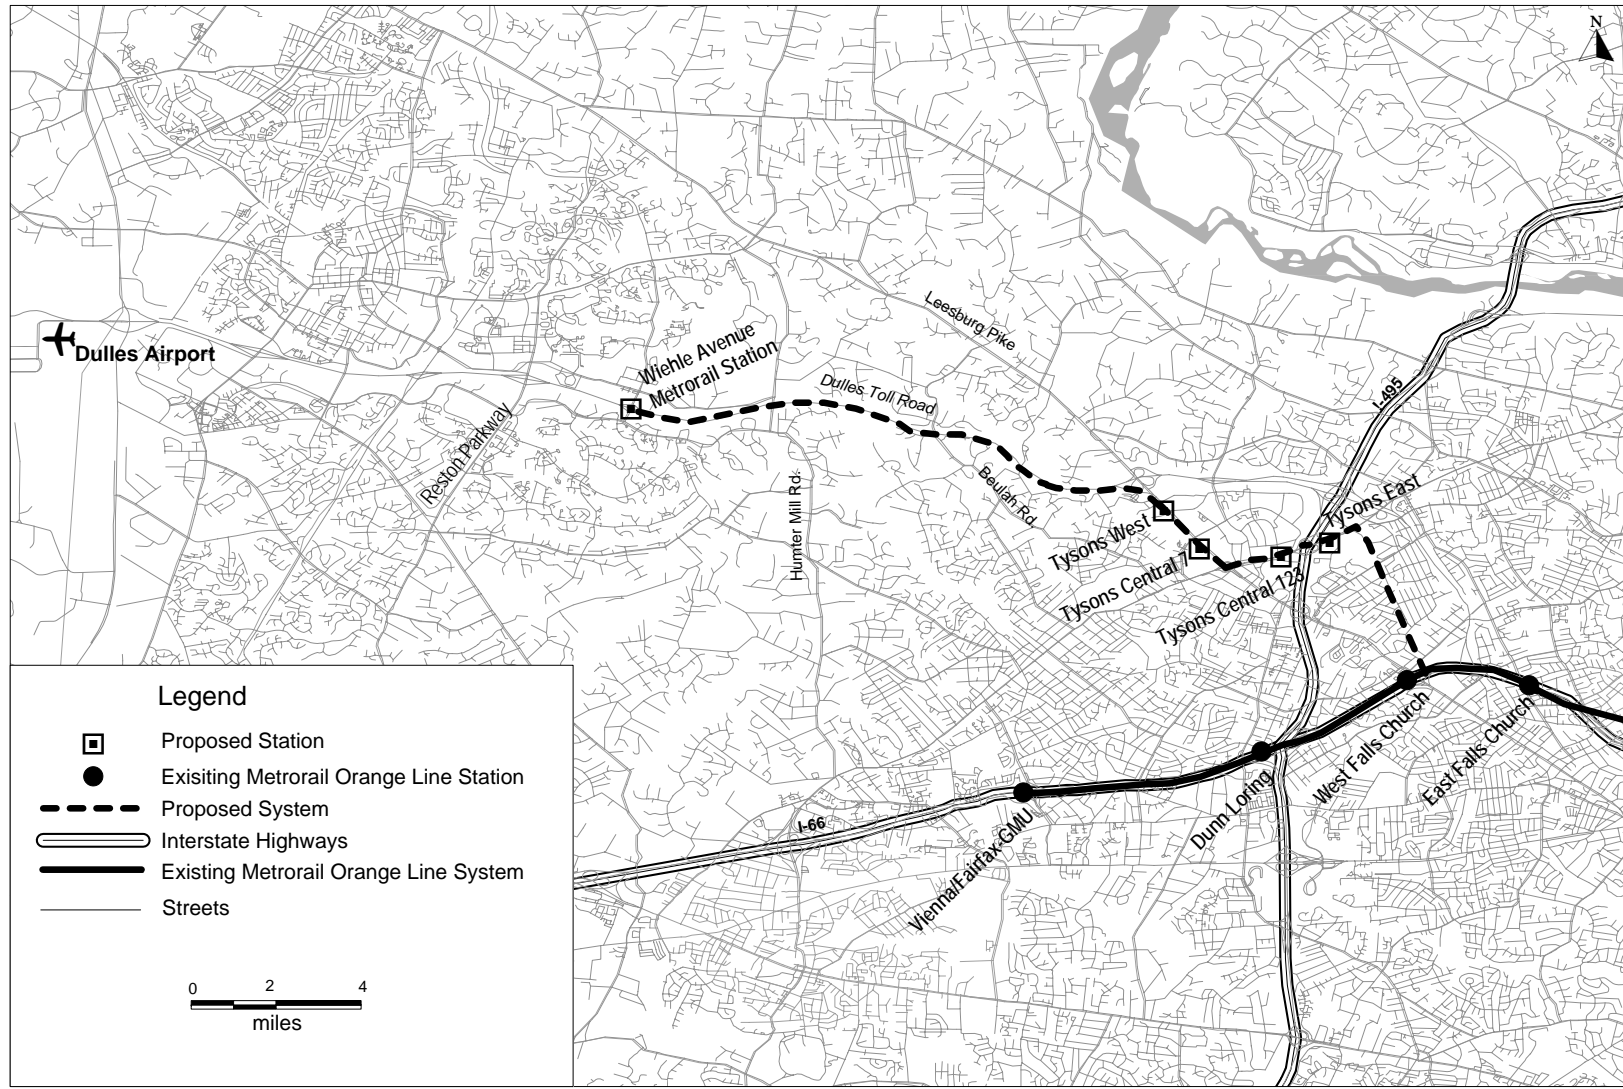 N
Leesburg Pike
Wiehle Avenue
Metrorail Station
Dulles Airport
Dulles Toll Road
I-495
Reston Parkway
Beulah Rd.
Humter Mill Rd.
Tysons East
Tysons West
Tysons Central 7
Tysons Central 123
West Falls Church
East Falls Church
Dunn Loring
Vienna/Fairfax-GMU
I-66
Legend
Proposed Station
Exisiting Metrorail Orange Line Station
Proposed System
Interstate Highways
Existing Metrorail Orange Line System
Streets
0 2 4
miles